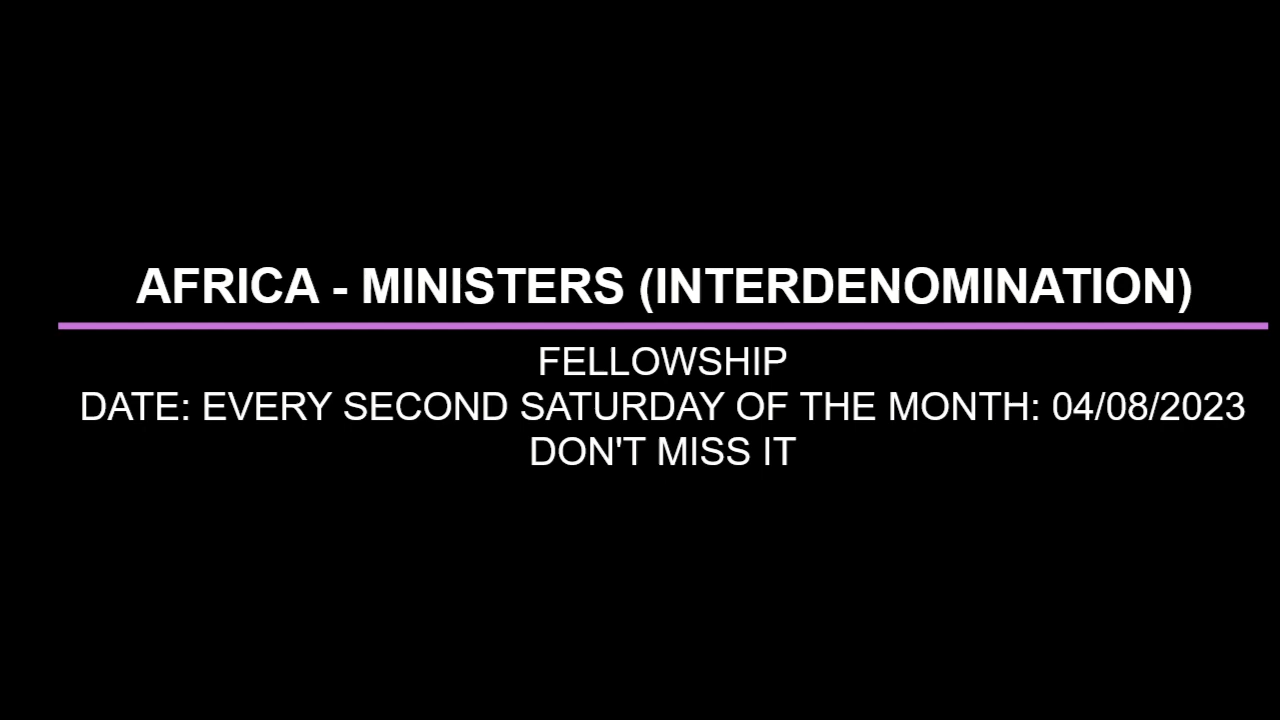 AFRICA - MINISTERS (INTERDENOMINATION)
FELLOWSHIP
DATE: EVERY SECOND SATURDAY OF THE MONTH: 04/08/2023
DON'T MISS IT